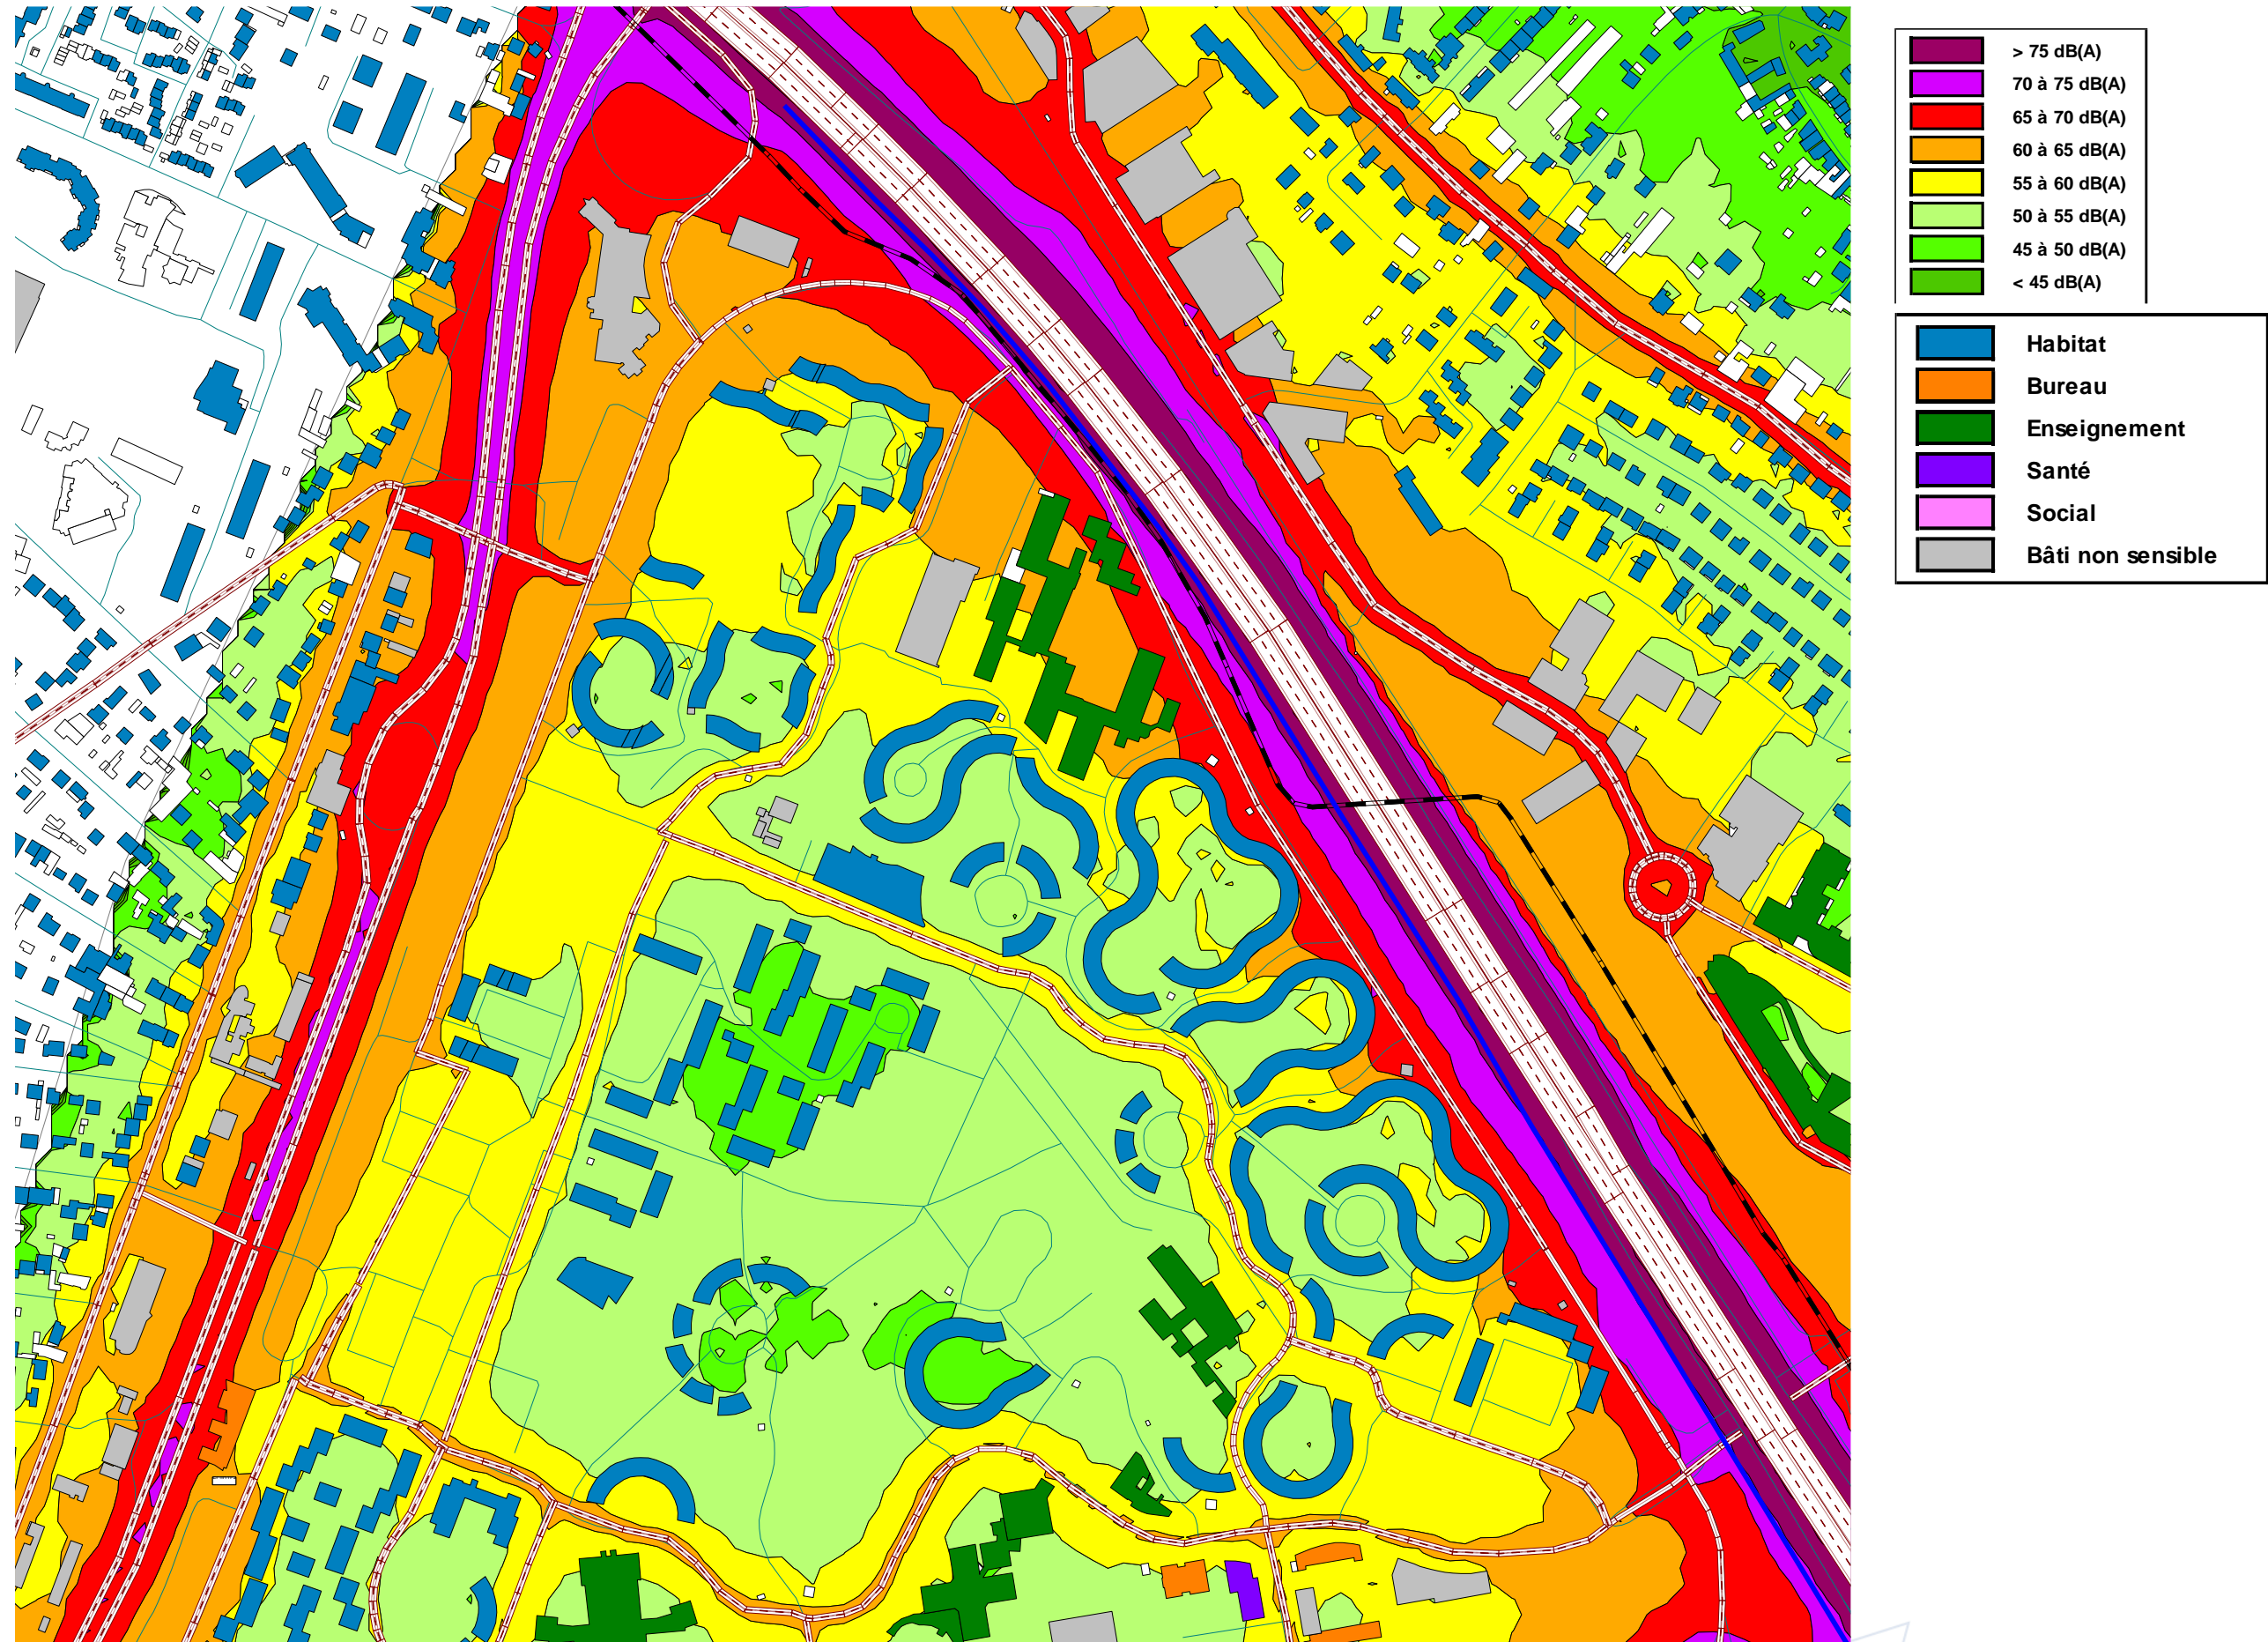 > 75 dB(A)
70 à 75 dB(A)
65 à 70 dB(A)
60 à 65 dB(A)
55 à 60 dB(A)
50 à 55 dB(A)
45 à 50 dB(A)
< 45 dB(A)
Habitat
Bureau
Enseignement
Santé
Social
Bâti non sensible